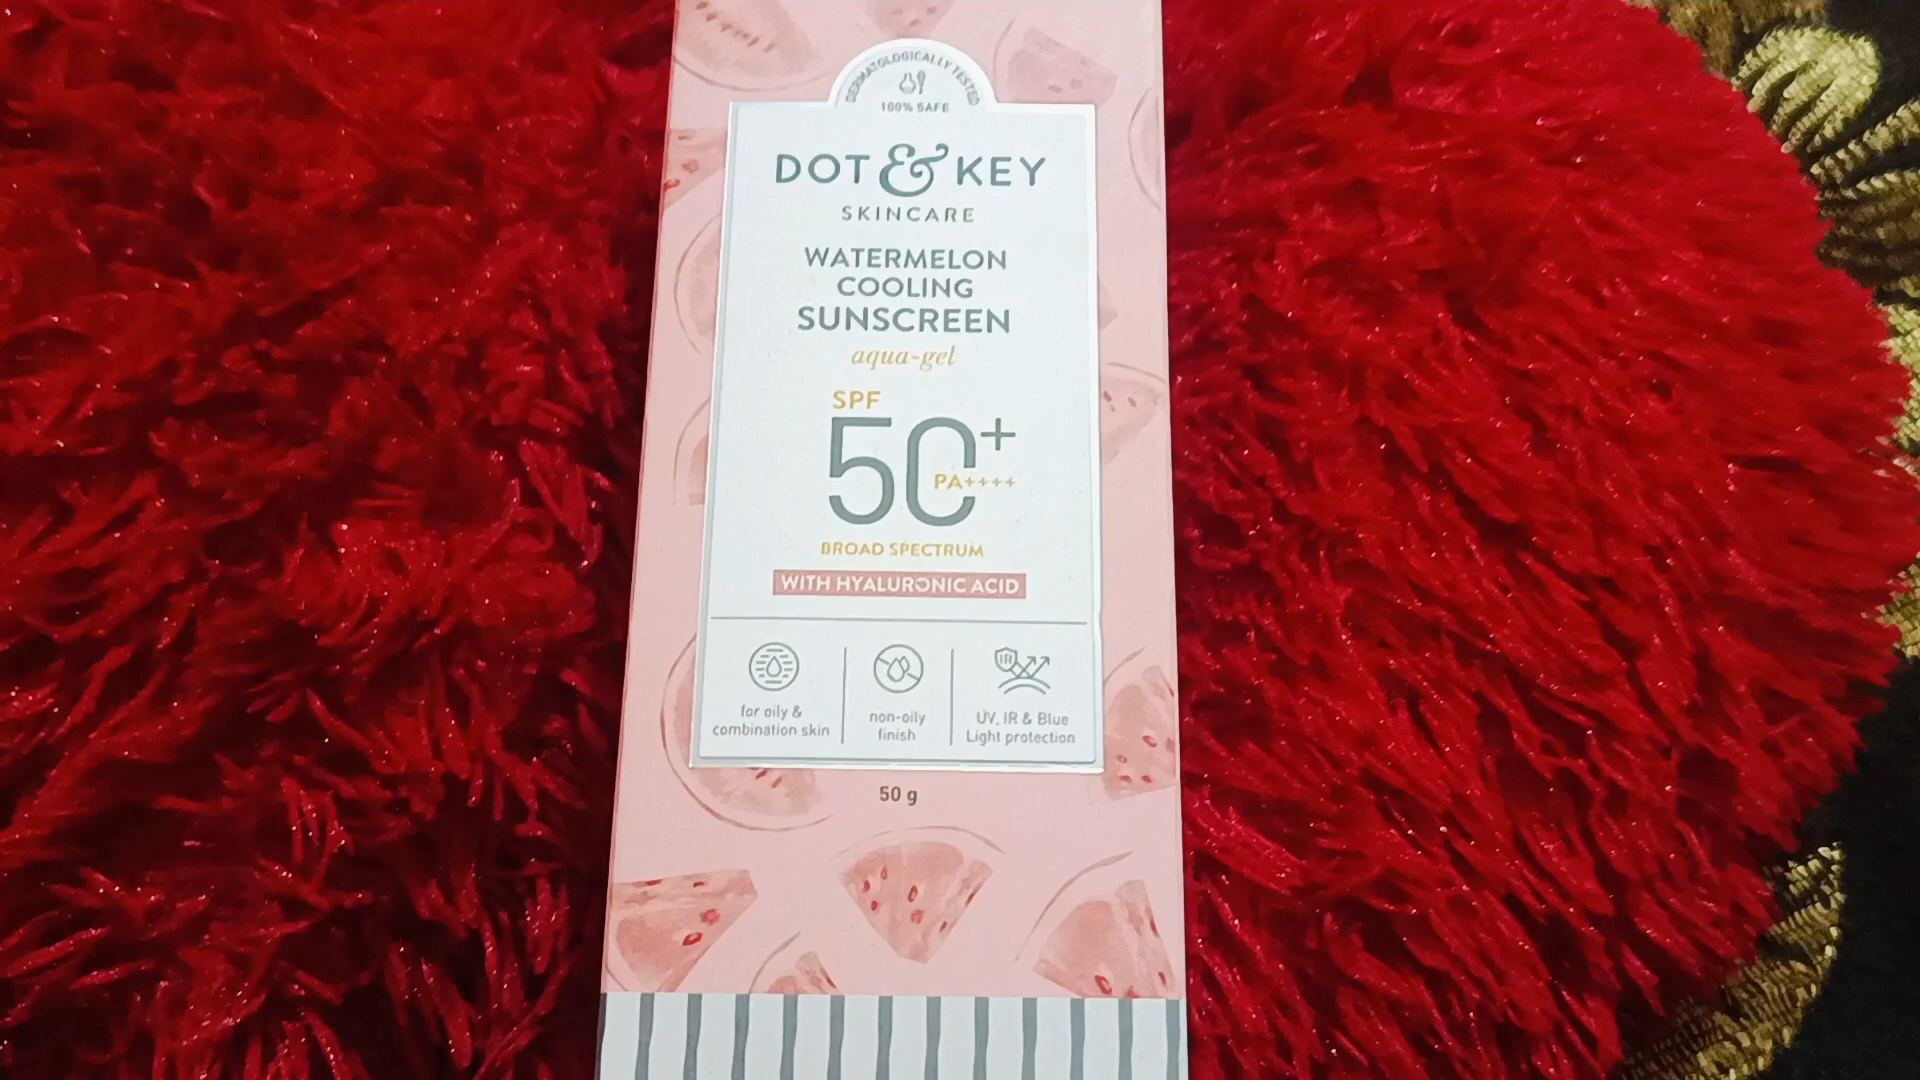 DERMATOLOGICALLY TESTED
100% SAFE
DOT & KEY
SKINCARE
WATERMELON
COOLING
SUNSCREEN
aqua-gel
SPF
50+
PA++++
BROAD SPECTRUM
WITH HYALURONIC ACID
for oily &
combination skin
non-oily
finish
IR
UV, IR & Blue
Light protection
50 g